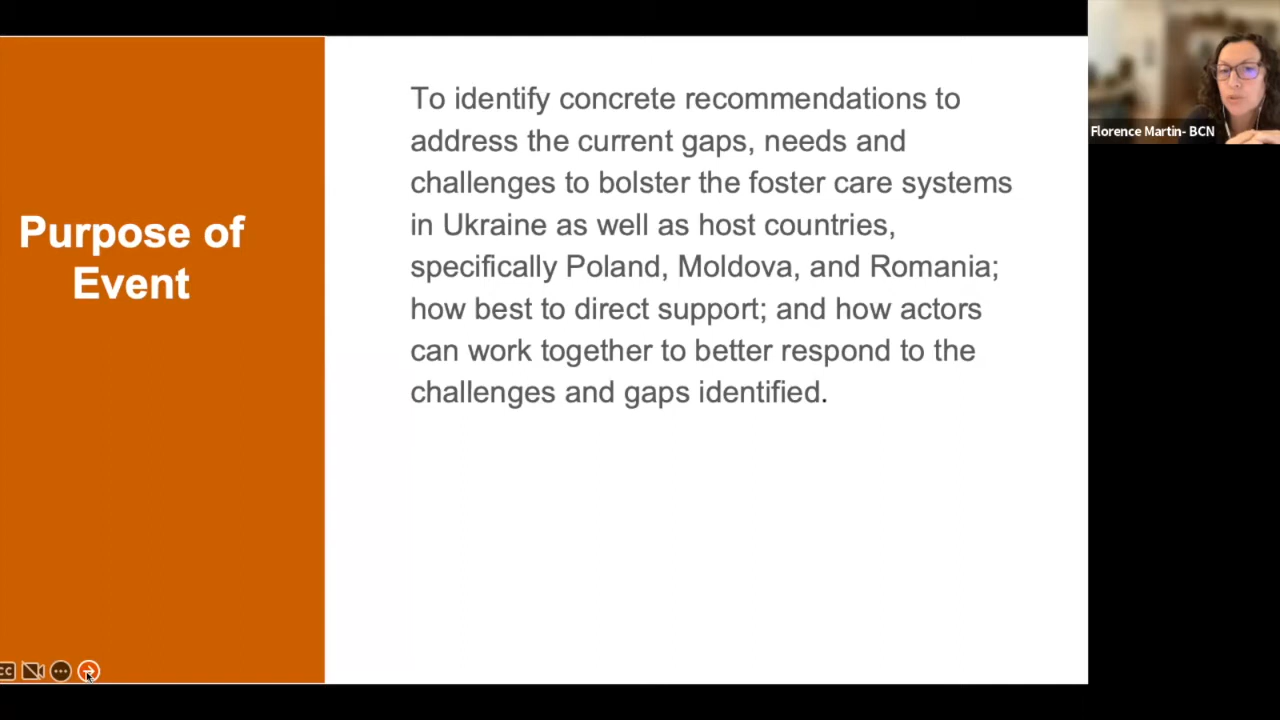 Purpose of
Event
To identify concrete recommendations to
address the current gaps, needs and
challenges to bolster the foster care systems
in Ukraine as well as host countries,
specifically Poland, Moldova, and Romania;
how best to direct support; and how actors
can work together to better respond to the
challenges and gaps identified.
Florence Martin- BCN
CC